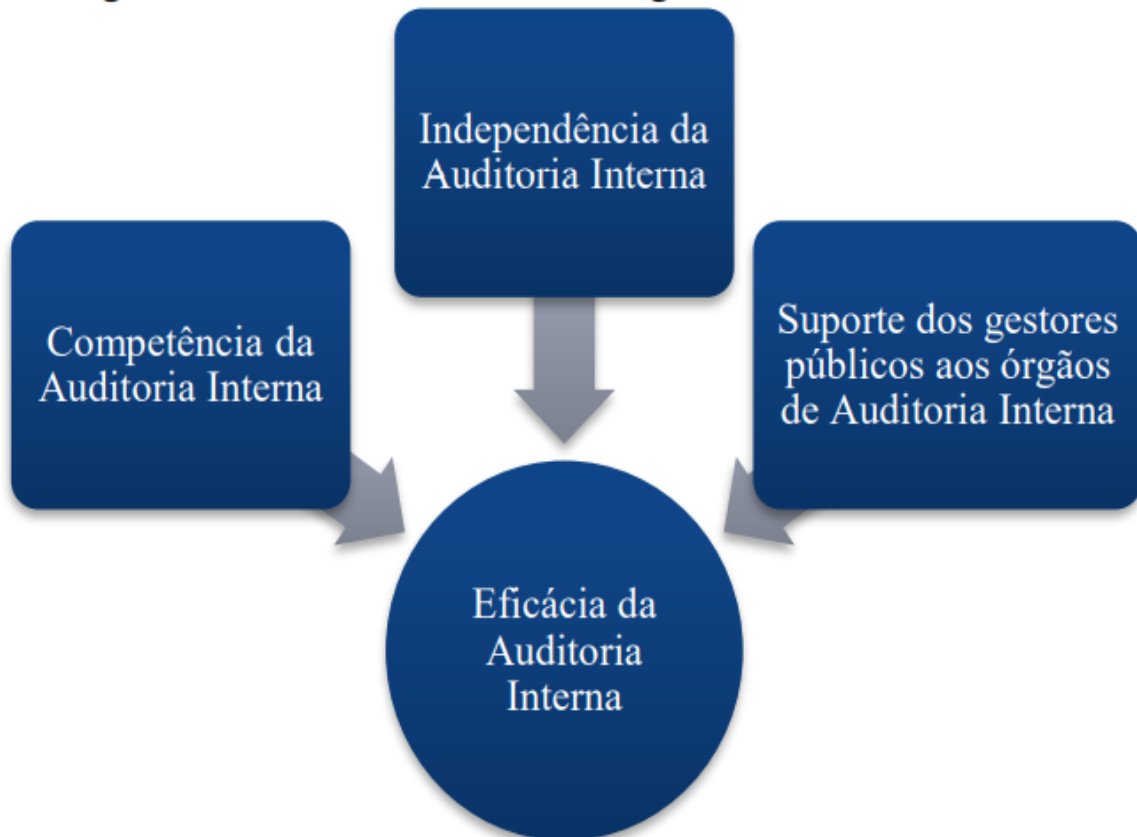 Independência da
Auditoria Interna
Competência da
Auditoria Interna
Suporte dos gestores
públicos aos órgãos
de Auditoria Interna
Eficácia da
Auditoria
Interna